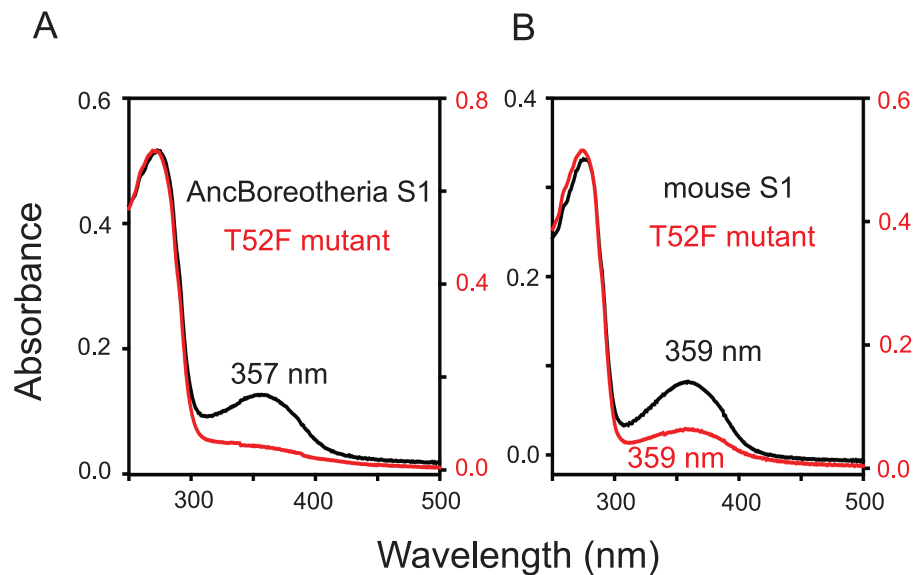 A
B
Absorbance
0.6
0.4
0.2
0.0
0.8
0.4
0.0
AncBoreotheria S1
T52F mutant
357 nm
300
400
500
0.4
0.2
0.0
0.6
0.4
0.2
0.0
mouse S1
T52F mutant
359 nm
359 nm
300
400
500
Wavelength (nm)